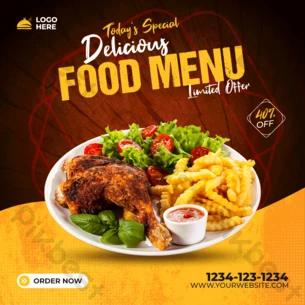 LOGO
HERE
Today's Special
Delicious
FOOD MENU
Limited Offer
40%
OFF
ORDER NOW
1234-123-1234
WWW.YOURWEBSITE.COM